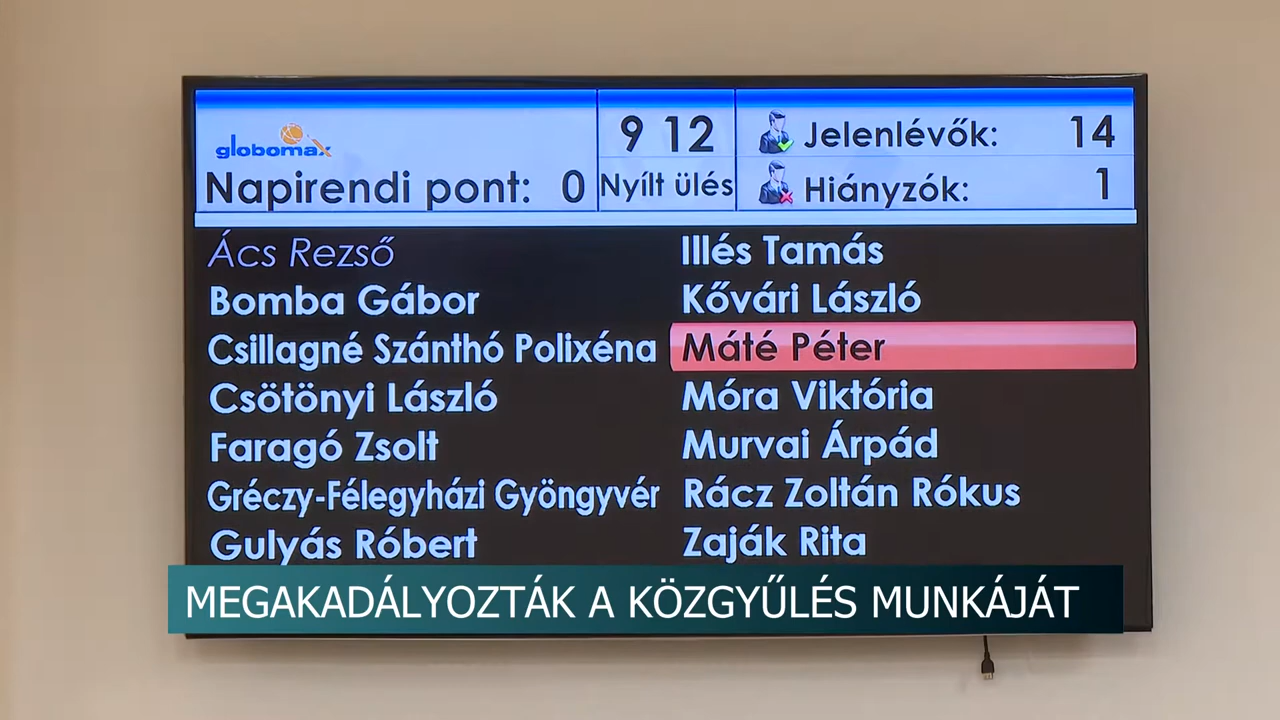 globomax
Napirendi pont: 0
9 12
Nyílt ülés
Jelenlévők: 14
Hiányzók: 1
Ács Rezső
Bomba Gábor
Csillagné Szánthó Polixéna
Csötönyi László
Faragó Zsolt
Gréczy-Félegyházi Gyöngyvér
Gulyás Róbert
Illés Tamás
Kővári László
Máté Péter
Móra Viktória
Murvai Árpád
Rácz Zoltán Rókus
Zaják Rita
MEGAKADÁLYOZTÁK A KÖZGYŰLÉS MUNKÁJÁT